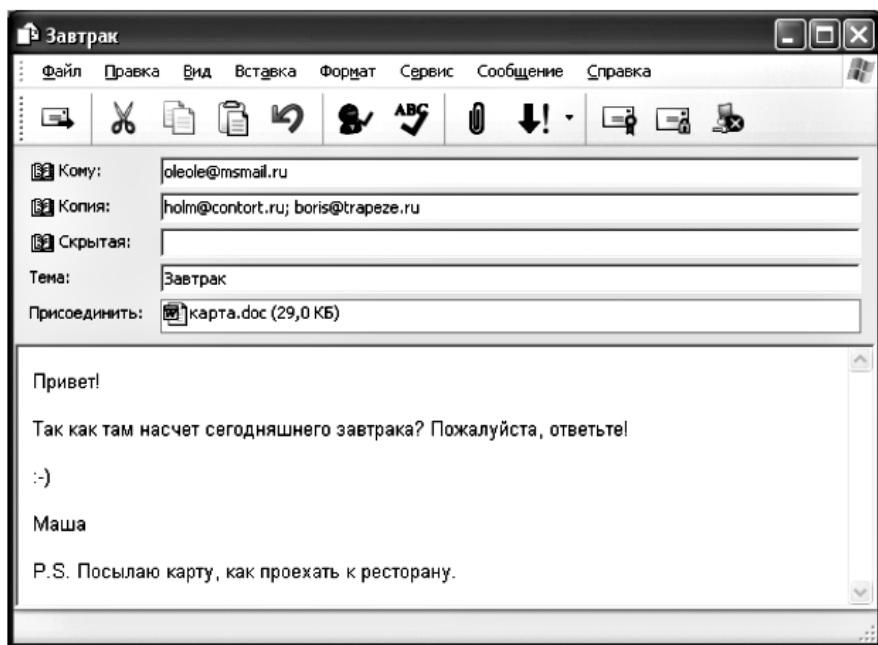 Завтрак
Файл Правка Вид Вставка Формат Сервис Сообщение Справка
ABC
Кому: oleole@msmail.ru
Копия: holm@contort.ru; boris@trapeze.ru
Скрытая:
Тема: Завтрак
Присоединить: карта.doc (29,0 КБ)
Привет!
Так как там насчет сегодняшнего завтрака? Пожалуйста, ответьте!
:-)
Маша
P.S. Посылаю карту, как проехать к ресторану.